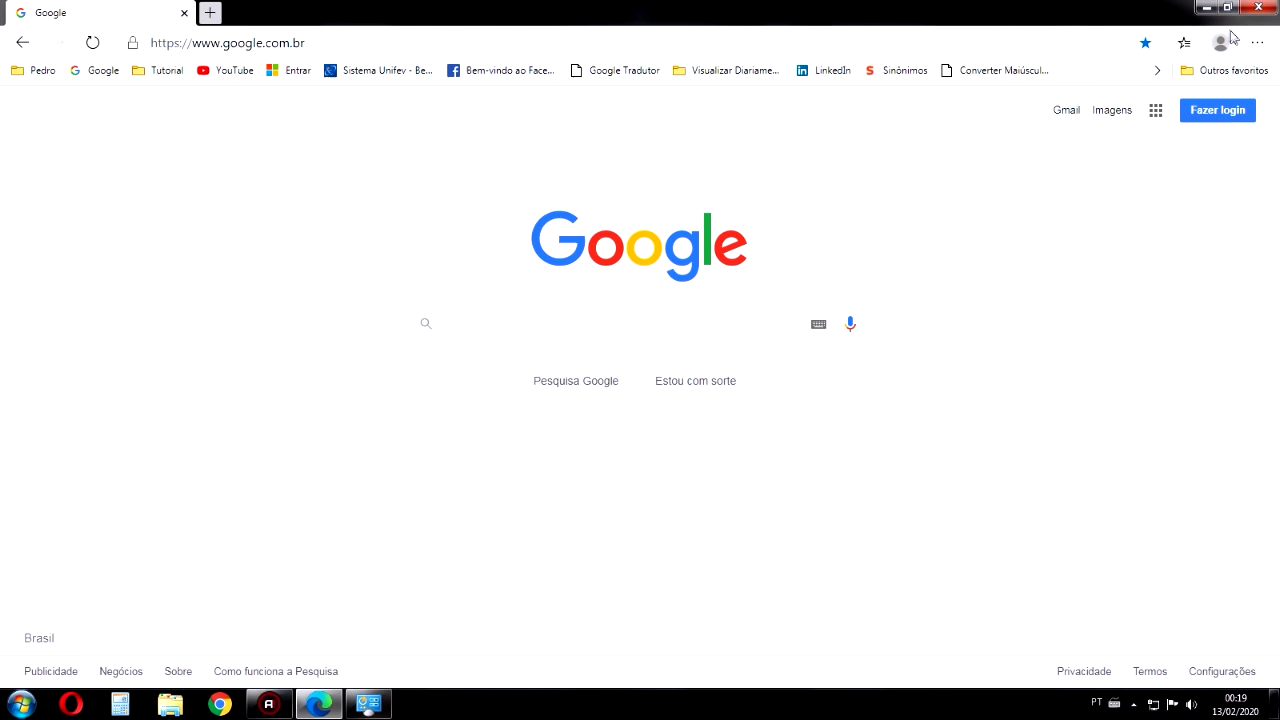 Google
https://www.google.com.br
Pedro Google Tutorial YouTube Entrar Sistema Unifev - Be... Bem-vindo ao Face... Google Tradutor Visualizar Diariame... LinkedIn Sinônimos Converter Maiúscul... Outros favoritos
Gmail Imagens Fazer login
Google
Pesquisa Google Estou com sorte
Brasil
Publicidade Negócios Sobre Como funciona a Pesquisa Privacidade Termos Configurações
PT 00:19
13/02/2020